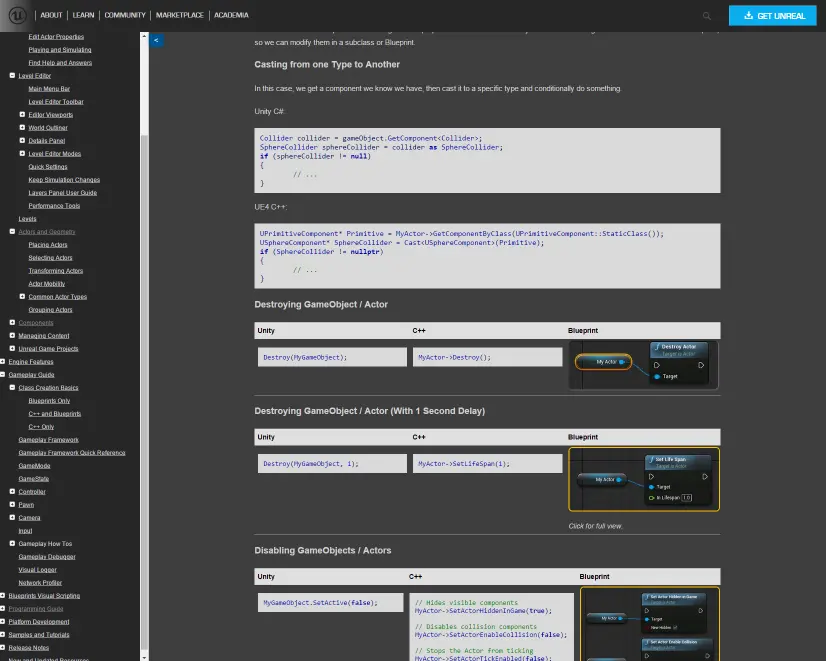 ABOUT
LEARN
COMMUNITY
MARKETPLACE
ACADEMIA
GET UNREAL
Edit Actor Properties
Playing and Simulating
Find Help and Answers
Level Editor
Main Menu Bar
Level Editor Toolbar
Editor Viewports
World Outliner
Details Panel
Level Editor Modes
Quick Settings
Keep Simulation Changes
Layers Panel User Guide
Performance Tools
Levels
Actors and Geometry
Placing Actors
Selecting Actors
Transforming Actors
Actor Mobility
Common Actor Types
Grouping Actors
Components
Managing Content
Unreal Game Projects
Engine Features
Gameplay Guide
Class Creation Basics
Blueprints Only
C++ and Blueprints
C++ Only
Gameplay Framework
Gameplay Framework Quick Reference
GameMode
GameState
Controller
Pawn
Camera
Input
Gameplay How Tos
Gameplay Debugger
Visual Logger
Network Profiler
Blueprints Visual Scripting
Programming Guide
Platform Development
Samples and Tutorials
Release Notes
New and Updated Resources
<
so we can modify them in a subclass or Blueprint.
Casting from one Type to Another
In this case, we get a component we know we have, then cast it to a specific type and conditionally do something.
Unity C#:
Collider collider = gameObject.GetComponent<Collider>;
SphereCollider sphereCollider = collider as SphereCollider;
if (sphereCollider != null)
{
// ...
}
UE4 C++:
UPrimitiveComponent* Primitive = MyActor->GetComponentByClass(UPrimitiveComponent::StaticClass());
USphereComponent* SphereCollider = Cast<USphereComponent>(Primitive);
if (SphereCollider != nullptr)
{
// ...
}
Destroying GameObject / Actor
Unity C++ Blueprint
Destroy(MyGameObject);
MyActor->Destroy();
My Actor
Destroy Actor
Target is Actor
Target
Destroying GameObject / Actor (With 1 Second Delay)
Unity C++ Blueprint
Destroy(MyGameObject, 1);
MyActor->SetLifeSpan(1);
My Actor
Set Life Span
Target is Actor
Target
In Lifespan 1.0
Click for full view.
Disabling GameObjects / Actors
Unity C++ Blueprint
MyGameObject.SetActive(false);
// Hides visible components
MyActor->SetActorHiddenInGame(true);
// Disables collision components
MyActor->SetActorEnableCollision(false);
// Stops the Actor from ticking
MyActor->SetActorTickEnabled(false);
My Actor
Set Actor Hidden In Game
Target is Actor
Target
New Hidden
Set Actor Enable Collision